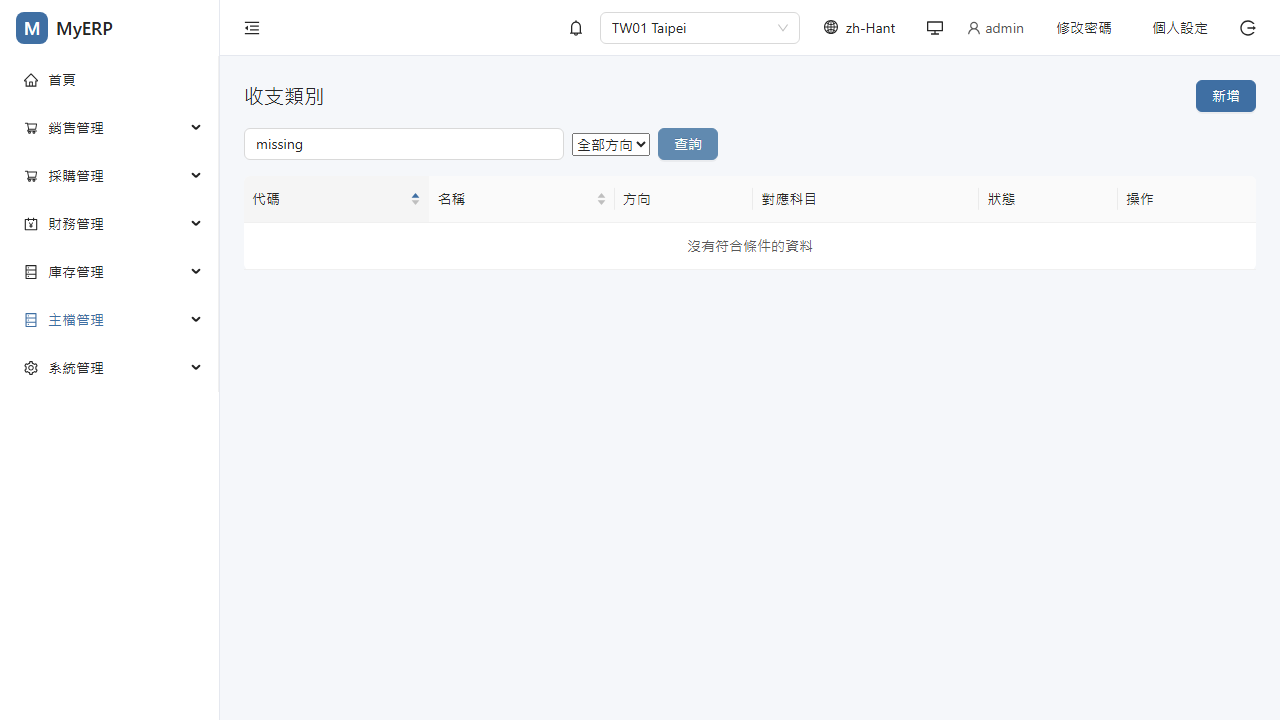 M MyERP
TW01 Taipei
zh-Hant
admin
修改密碼
個人設定
首頁
銷售管理
採購管理
財務管理
庫存管理
主檔管理
系統管理
收支類別
新增
missing
全部方向
查詢
代碼
名稱
方向
對應科目
狀態
操作
沒有符合條件的資料